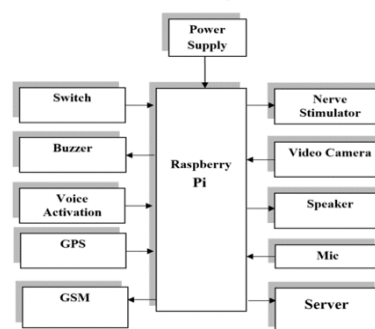 Power
Supply
Switch
Buzzer
Voice
Activation
GPS
GSM
Raspberry
Pi
Nerve
Stimulator
Video Camera
Speaker
Mic
Server